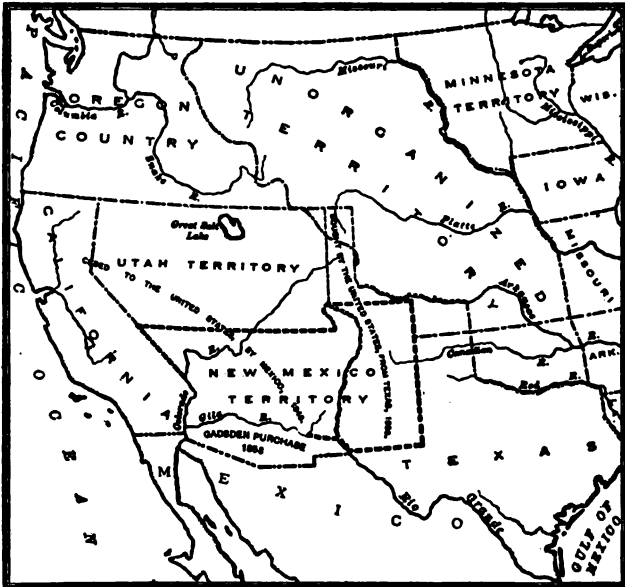 PACIFIC OCEAN
OREGON
COUNTRY
Columbia R.
Snake R.
UNORGANIZED
TERRITORY
Missouri R.
MINNESOTA
TERRITORY
WIS.
Mississippi R.
IOWA
MISSOURI
Platte R.
Arkansas
Great Salt
Lake
UTAH TERRITORY
CALIFORNIA
CEDED TO THE UNITED STATES BY MEXICO,
BOUGHT BY THE UNITED STATES FROM TEXAS, 1850.
NEW MEXICO
TERRITORY
Colorado R.
Gila R.
GADSDEN PURCHASE
1853
Canadian R.
Red R.
ARK.
TEXAS
Rio Grande
MEXICO
GULF OF
MEXICO